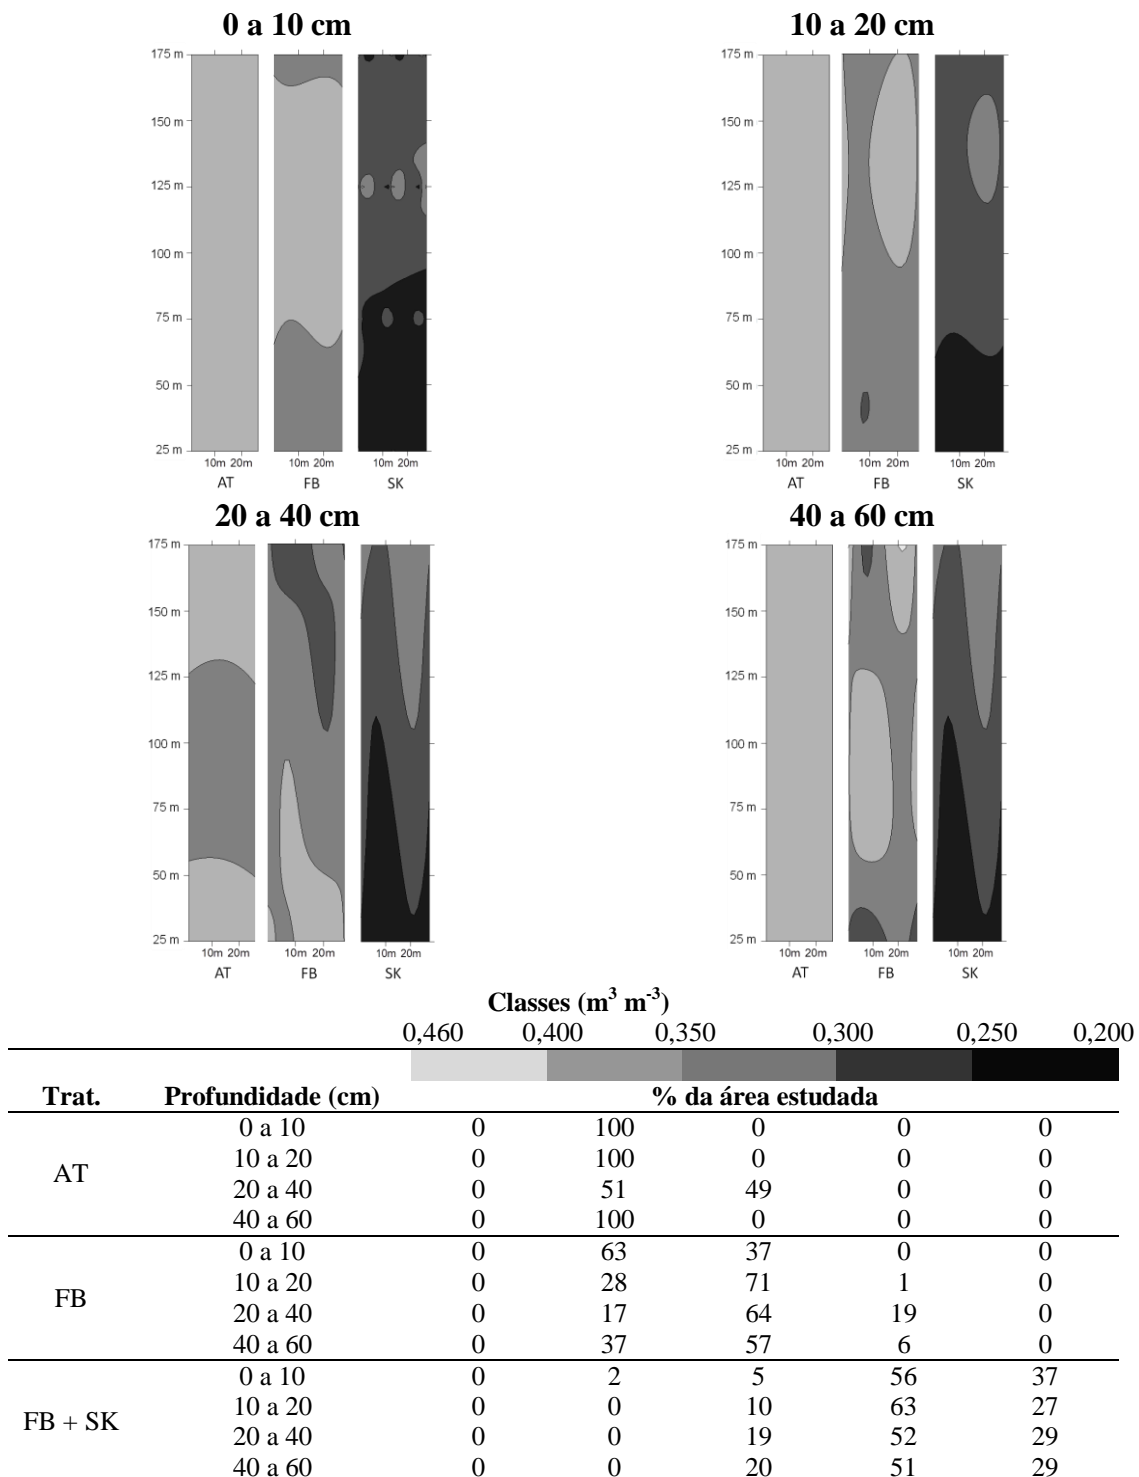 0 a 10 cm
10 a 20 cm
175 m
150 m
125 m
100 m
75 m
50 m
25 m
10m 20m
10m 20m
10m 20m
AT
FB
SK
175 m
150 m
125 m
100 m
75 m
50 m
25 m
10m 20m
10m 20m
10m 20m
AT
FB
SK
20 a 40 cm
40 a 60 cm
175 m
150 m
125 m
100 m
75 m
50 m
25 m
10m 20m
10m 20m
10m 20m
AT
FB
SK
175 m
150 m
125 m
100 m
75 m
50 m
25 m
10m 20m
10m 20m
10m 20m
AT
FB
SK
Classes (m³ m⁻³)
0,460 0,400 0,350 0,300 0,250 0,200
Trat. Profundidade (cm) % da área estudada
0 a 10 0 100 0 0 0
10 a 20 0 100 0 0 0
AT
20 a 40 0 51 49 0 0
40 a 60 0 100 0 0 0
0 a 10 0 63 37 0 0
10 a 20 0 28 71 1 0
FB
20 a 40 0 17 64 19 0
40 a 60 0 37 57 6 0
0 a 10 0 2 5 56 37
10 a 20 0 0 10 63 27
FB + SK
20 a 40 0 0 19 52 29
40 a 60 0 0 20 51 29